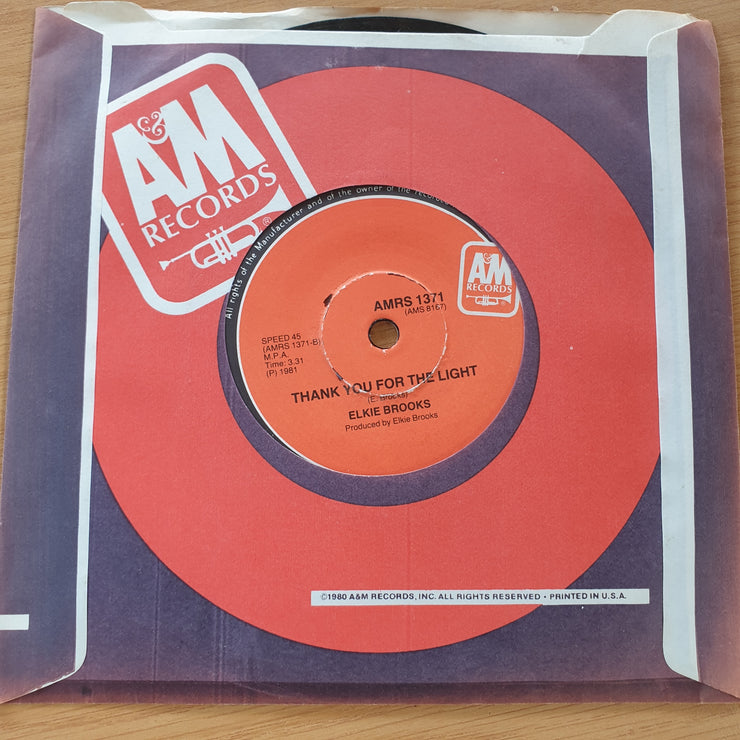 A&M
RECORDS
®
All rights of the Manufacturer and of the owner of the recorded
A&M
RECORDS
®
AMRS 1371
(AMS 8167)
SPEED 45
(AMRS 1371-B)
M.P.A.
Time: 3.31
(P) 1981
THANK YOU FOR THE LIGHT
(E. Brooks)
ELKIE BROOKS
Produced by Elkie Brooks
©1980 A&M RECORDS, INC. ALL RIGHTS RESERVED • PRINTED IN U.S.A.